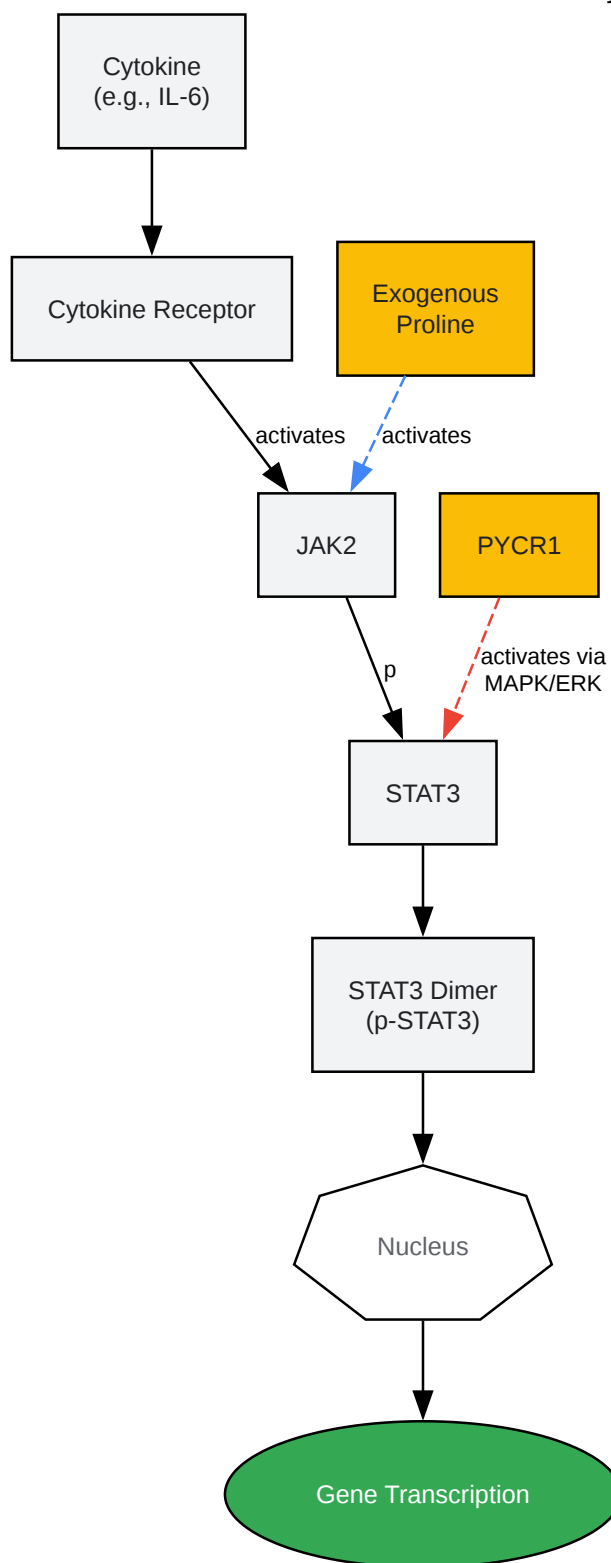 Cytokine
(e.g., IL-6)
Cytokine Receptor
Exogenous
Proline
activates
activates
JAK2
PYCR1
p
activates via
MAPK/ERK
STAT3
STAT3 Dimer
(p-STAT3)
Nucleus
Gene Transcription